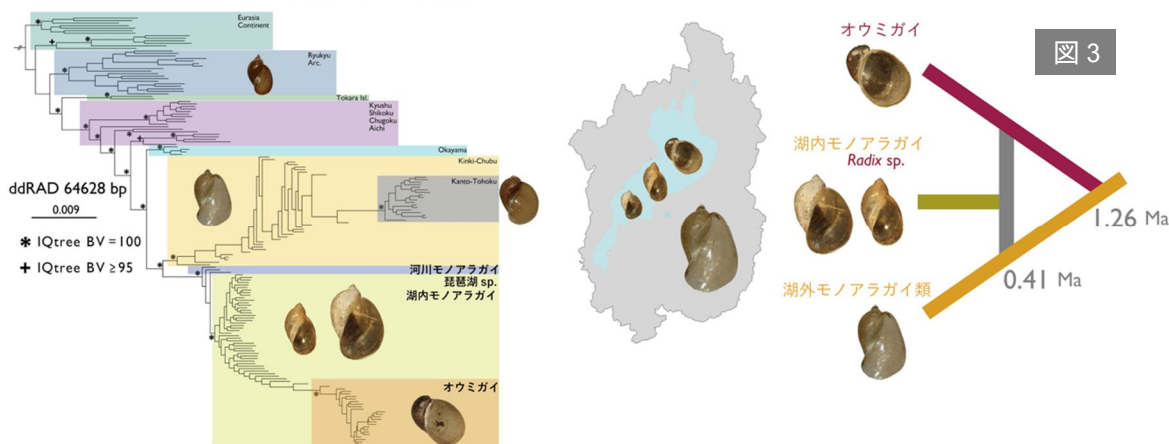 Eurasia
Continent
Ryukyu
Arc.
Tokara Isl.
Kyushu
Shikoku
Chugoku
Aichi
Okayama
Kinki-Chubu
Kanto-Tohoku
ddRAD 64628 bp
0.009
* IQtree BV=100
+ IQtree BV≥95
河川モノアラガイ
琵琶湖 sp.
湖内モノアラガイ
オウミガイ
図 3
オウミガイ
湖内モノアラガイ
Radix sp.
1.26 Ma
0.41 Ma
湖外モノアラガイ類